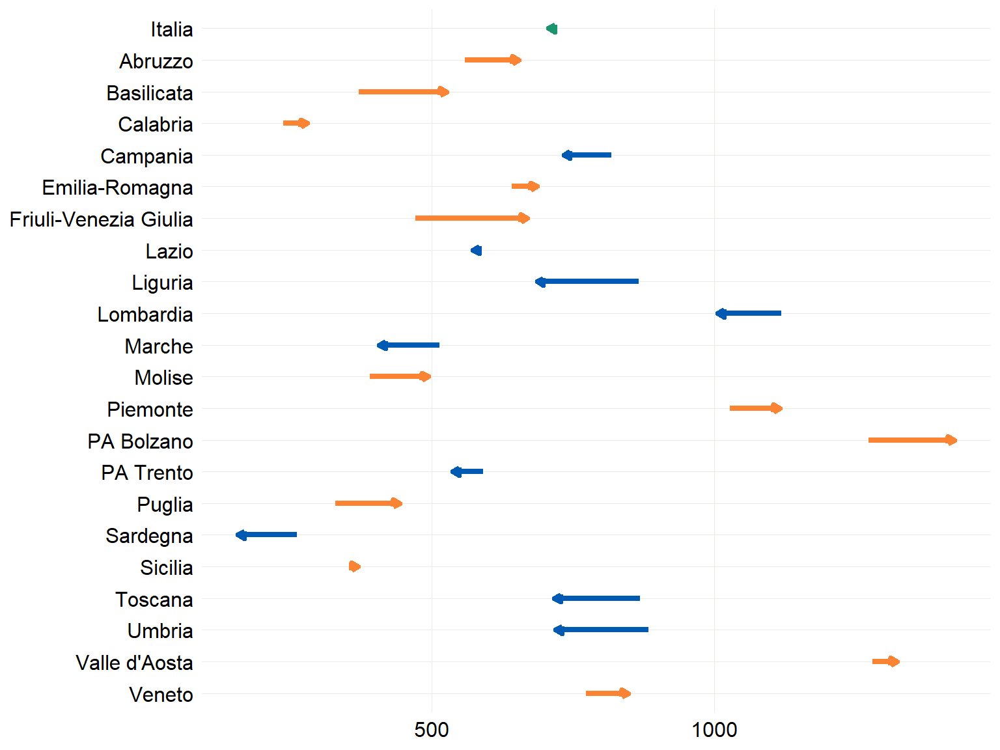 Italia
Abruzzo
Basilicata
Calabria
Campania
Emilia-Romagna
Friuli-Venezia Giulia
Lazio
Liguria
Lombardia
Marche
Molise
Piemonte
PA Bolzano
PA Trento
Puglia
Sardegna
Sicilia
Toscana
Umbria
Valle d'Aosta
Veneto
500 1000